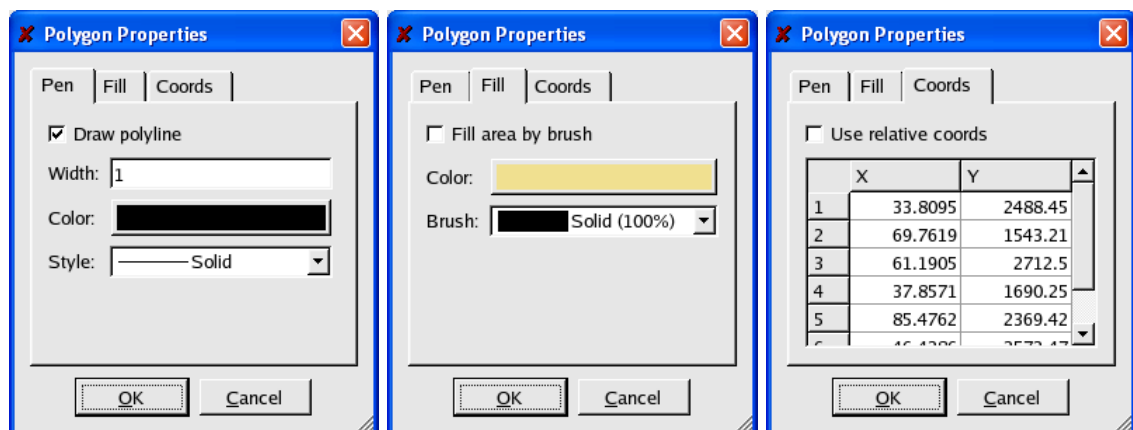 Polygon Properties
Pen Fill Coords
Draw polyline
Width: 1
Color:
Style: Solid
OK Cancel
Polygon Properties
Pen Fill Coords
Fill area by brush
Color:
Brush: Solid (100%)
OK Cancel
Polygon Properties
Pen Fill Coords
Use relative coords
X Y
1 33.8095 2488.45
2 69.7619 1543.21
3 61.1905 2712.5
4 37.8571 1690.25
5 85.4762 2369.42
OK Cancel